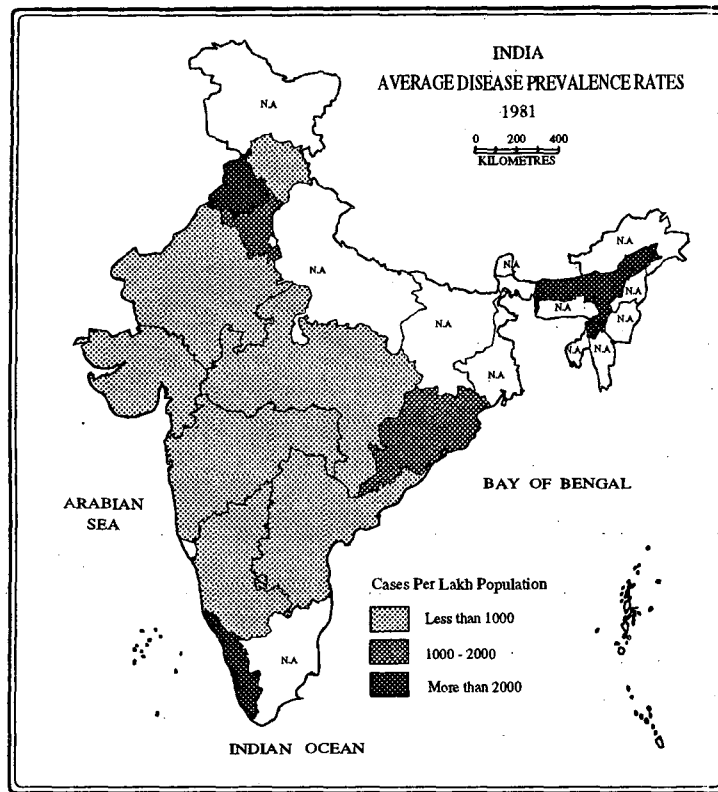 INDIA
AVERAGE DISEASE PREVALENCE RATES
1981
0 200 400
KILOMETRES
N.A
N.A
N.A
N.A
N.A
N.A
N.A
N.A
N.A
N.A
N.A
BAY OF BENGAL
ARABIAN
SEA
Cases Per Lakh Population
Less than 1000
1000 - 2000
N.A
More than 2000
INDIAN OCEAN